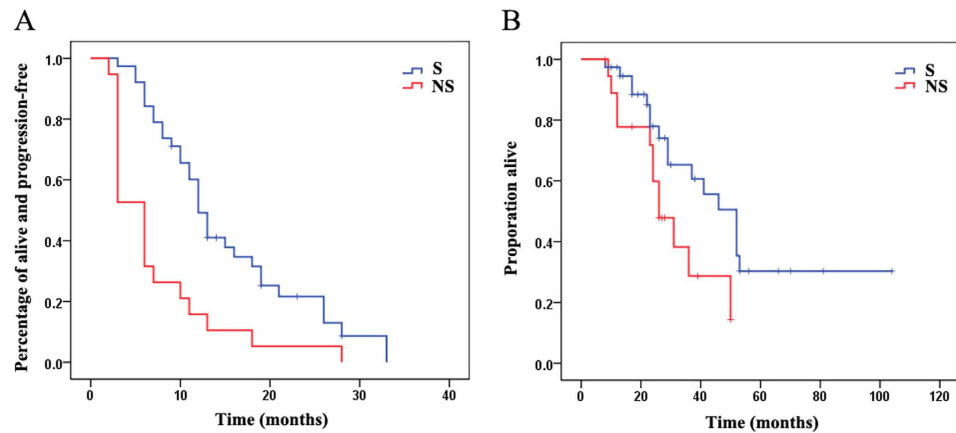 A
Percentage of alive and progression-free
1.0
0.8
0.6
0.4
0.2
0.0
0 10 20 30 40
Time (months)
S
NS
B
Proporation alive
1.0
0.8
0.6
0.4
0.2
0.0
0 20 40 60 80 100 120
Time (months)
S
NS